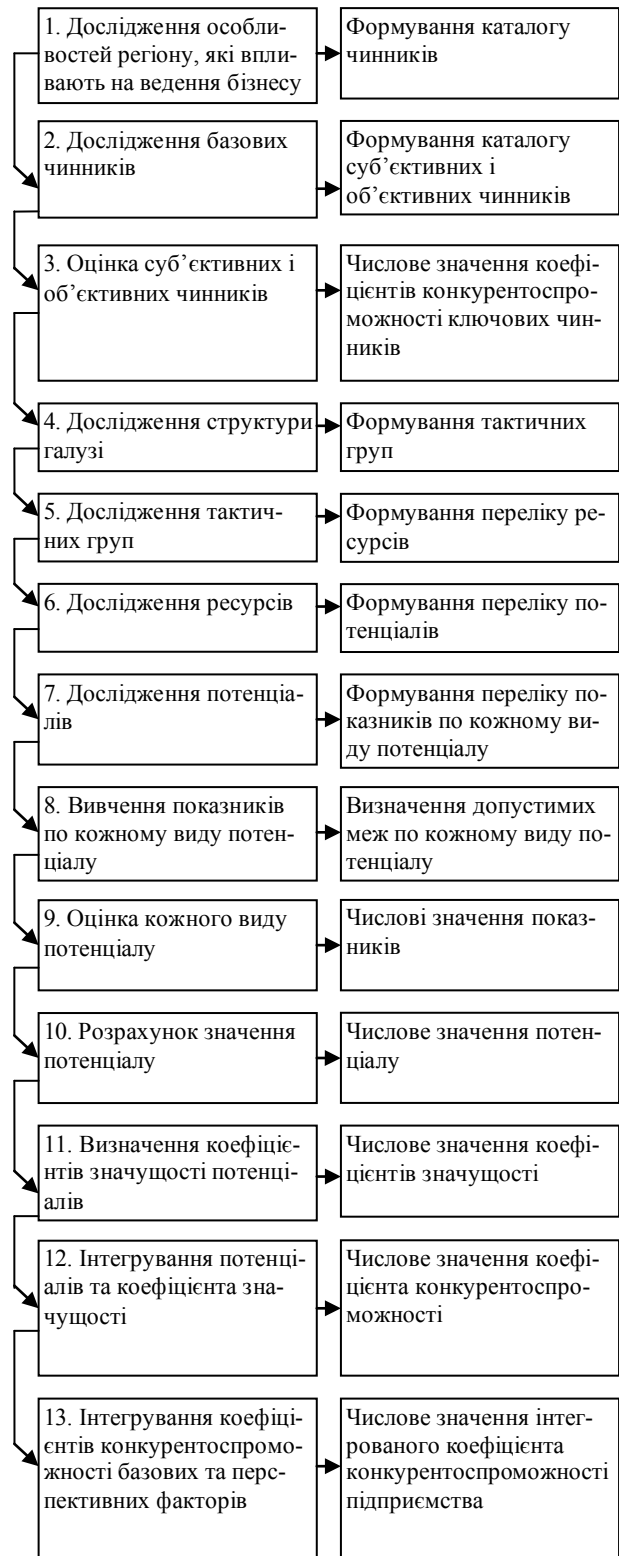 1. Дослідження особли-
востей регіону, які впли-
вають на ведення бізнесу
Формування каталогу
чинників
2. Дослідження базових
чинників
Формування каталогу
суб’єктивних і
об’єктивних чинників
3. Оцінка суб’єктивних і
об’єктивних чинників
Числове значення коефі-
цієнтів конкурентоспро-
можності ключових чин-
ників
4. Дослідження структури
галузі
Формування тактичних
груп
5. Дослідження тактич-
них груп
Формування переліку ре-
сурсів
6. Дослідження ресурсів
Формування переліку по-
тенціалів
7. Дослідження потенціа-
лів
Формування переліку по-
казників по кожному ви-
ду потенціалу
8. Вивчення показників
по кожному виду потен-
ціалу
Визначення допустимих
меж по кожному виду по-
тенціалу
9. Оцінка кожного виду
потенціалу
Числові значення показ-
ників
10. Розрахунок значення
потенціалу
Числове значення потен-
ціалу
11. Визначення коефіціє-
нтів значущості потенці-
алів
Числове значення коефі-
цієнтів значущості
12. Інтегрування потенці-
алів та коефіцієнта зна-
чущості
Числове значення коефі-
цієнта конкурентоспро-
можності
13. Інтегрування коефіці-
єнтів конкурентоспромо-
жності базових та перс-
пективних факторів
Числове значення інтег-
рованого коефіцієнта
конкурентоспроможності
підприємства